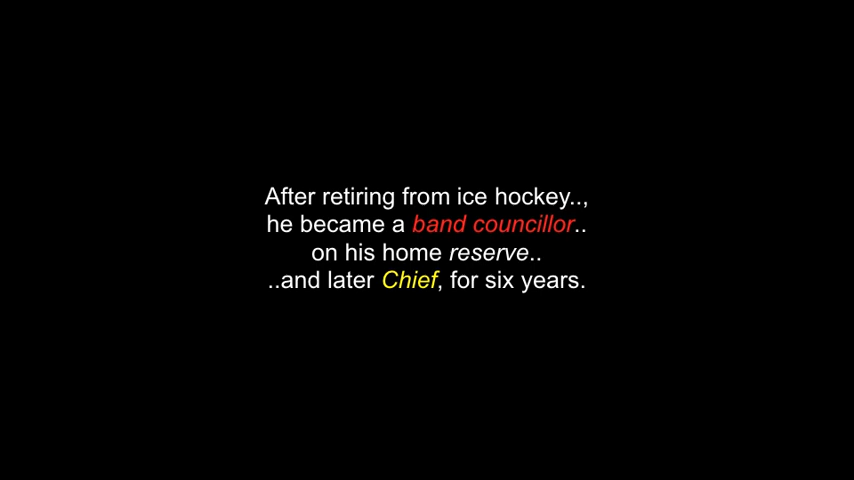 After retiring from ice hockey..,
he became a band councillor..
on his home reserve..
..and later Chief, for six years.